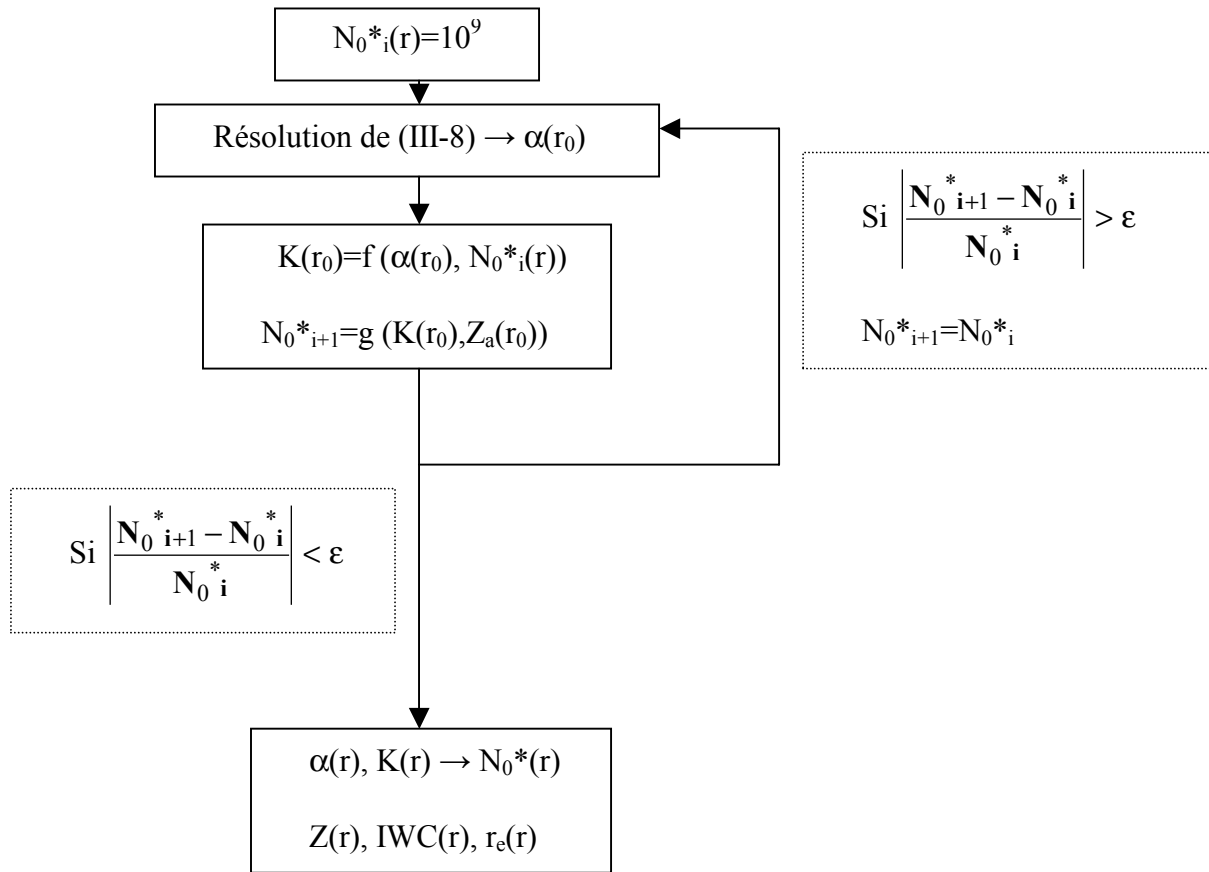 N₀*ᵢ(r)=10⁹
Résolution de (III-8) → α(r₀)
K(r₀)=f (α(r₀), N₀*ᵢ(r))
N₀*ᵢ₊₁=g (K(r₀),Zₐ(r₀))
Si |(N₀*ᵢ₊₁ − N₀*ᵢ)/N₀*ᵢ| > ε
N₀*ᵢ₊₁=N₀*ᵢ
Si |(N₀*ᵢ₊₁ − N₀*ᵢ)/N₀*ᵢ| < ε
α(r), K(r) → N₀*(r)
Z(r), IWC(r), rₑ(r)